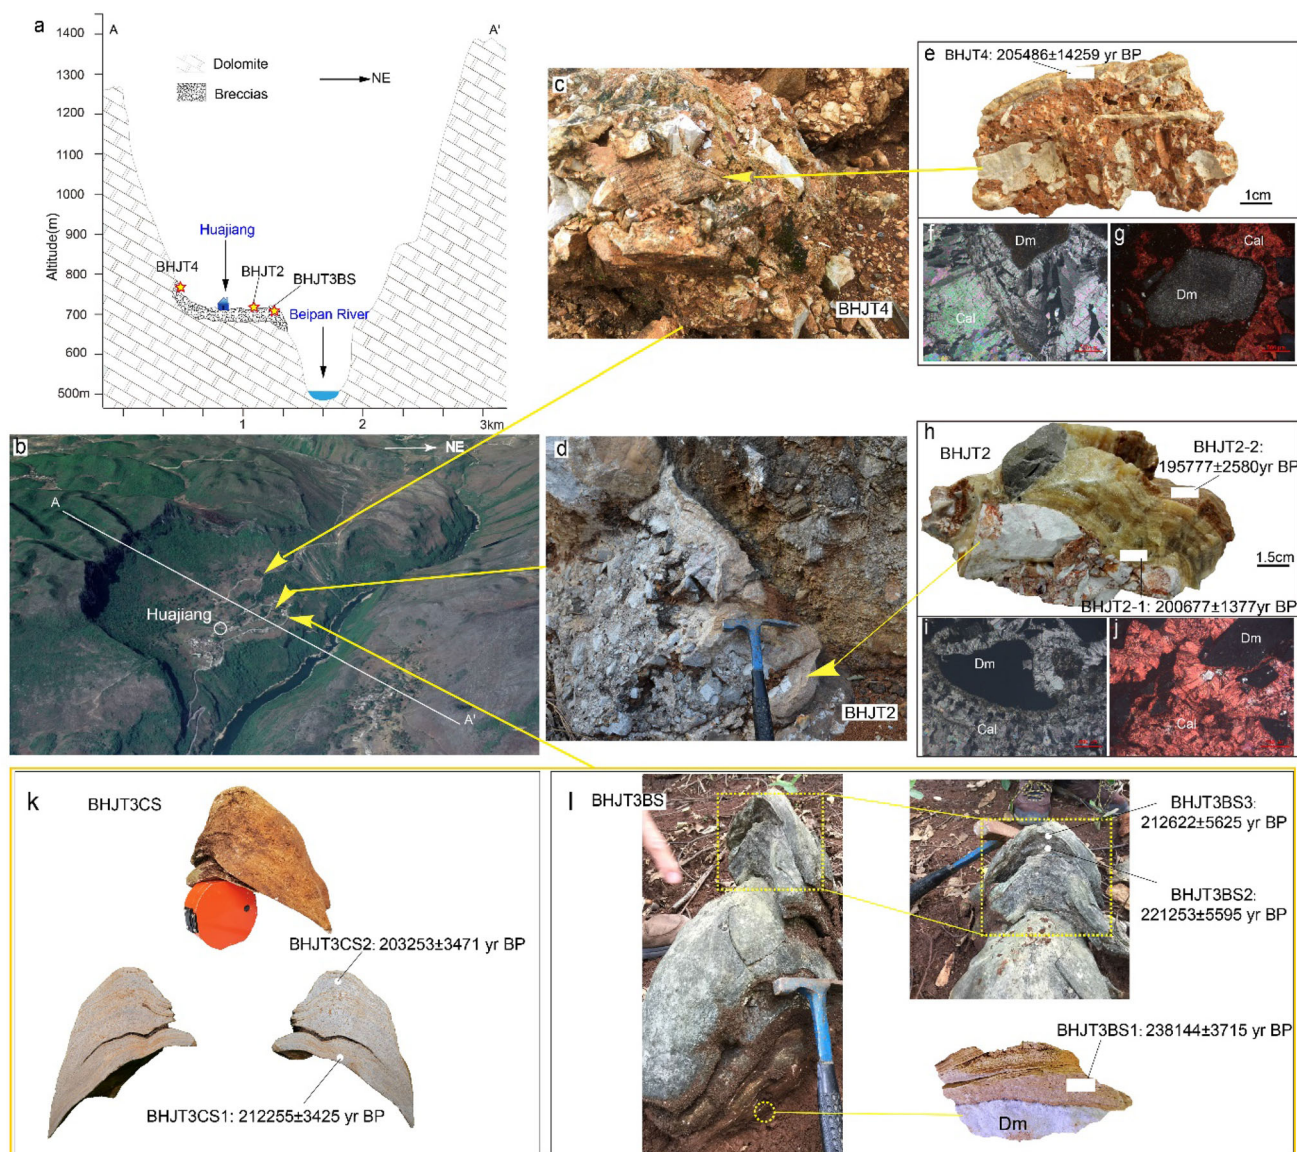 a
A
A'
1400
1300
1200
1100
1000
900
800
700
600
500m
Altitude(m)
Dolomite
Breccias
NE
Huajiang
BHJT4
BHJT2
BHJT3BS
Beipan River
1
2
3km
b
NE
A
Huajiang
A'
c
BHJT4
d
BHJT2
e
BHJT4: 205486±14259 yr BP
1cm
f
Dm
Cal
g
Cal
Dm
h
BHJT2
BHJT2-2:
195777±2580yr BP
1.5cm
BHJT2-1: 200677±1377yr BP
i
Dm
Cal
j
Dm
Cal
k
BHJT3CS
BHJT3CS2: 203253±3471 yr BP
BHJT3CS1: 212255±3425 yr BP
l
BHJT3BS
BHJT3BS3:
212622±5625 yr BP
BHJT3BS2:
221253±5595 yr BP
BHJT3BS1: 238144±3715 yr BP
Dm